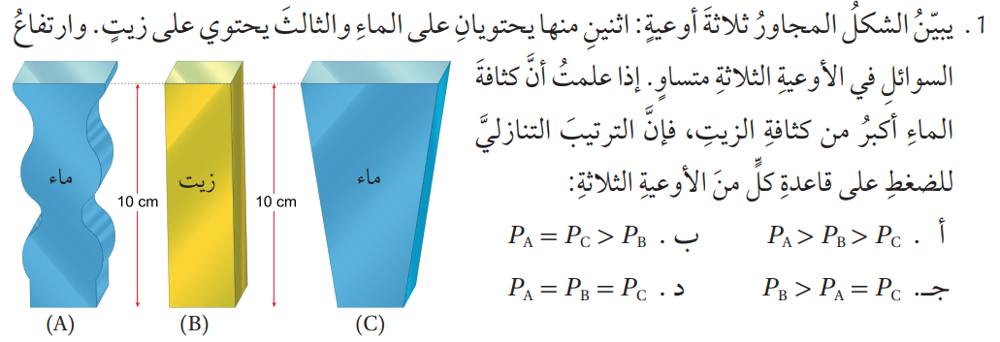 1. يبيّنُ الشكلُ المجاورُ ثلاثةَ أوعيةٍ: اثنينِ منها يحتويانِ على الماءِ والثالثَ يحتوي على زيتٍ. وارتفاعُ
السوائلِ في الأوعيةِ الثلاثةِ متساوٍ. إذا علمتُ أنَّ كثافةَ
الماءِ أكبرُ من كثافةِ الزيتِ، فإنَّ الترتيبَ التنازليَّ
للضغطِ على قاعدةِ كلٍّ منَ الأوعيةِ الثلاثةِ:
أ . P_A > P_B > P_C
ب . P_A = P_C > P_B
جـ. P_B > P_A = P_C
د . P_A = P_B = P_C
ماء
10 cm
زيت
10 cm
ماء
(A)
(B)
(C)